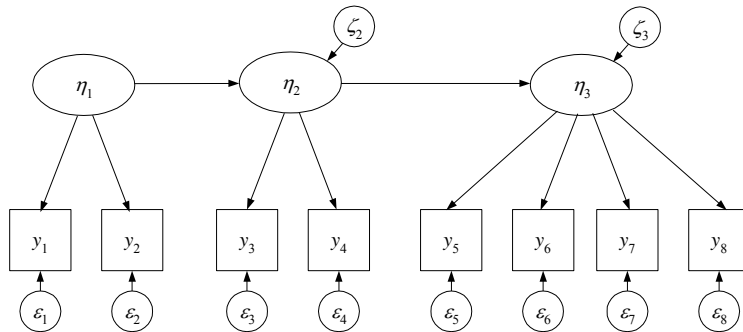 ζ2 ζ3
η1 η2 η3
y1 y2 y3 y4 y5 y6 y7 y8
ε1 ε2 ε3 ε4 ε5 ε6 ε7 ε8